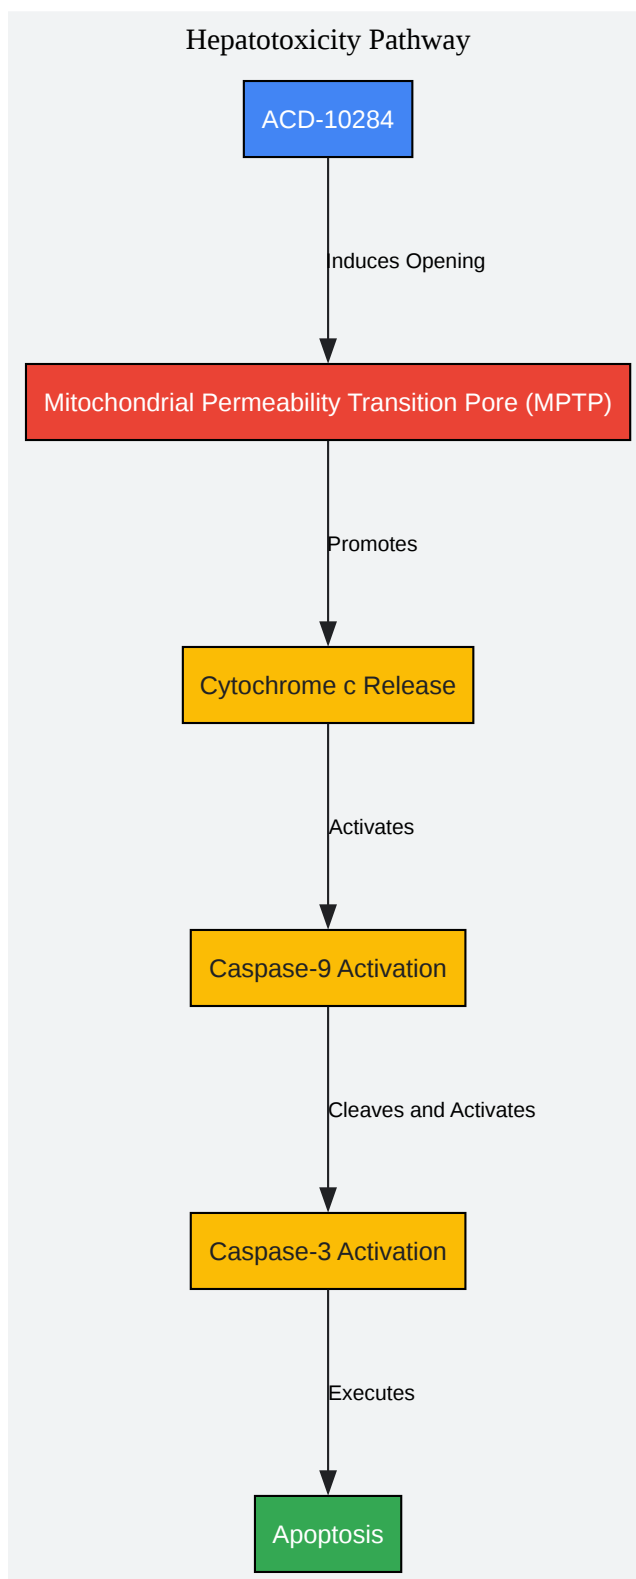 Hepatotoxicity Pathway
ACD-10284
Induces Opening
Mitochondrial Permeability Transition Pore (MPTP)
Promotes
Cytochrome c Release
Activates
Caspase-9 Activation
Cleaves and Activates
Caspase-3 Activation
Executes
Apoptosis